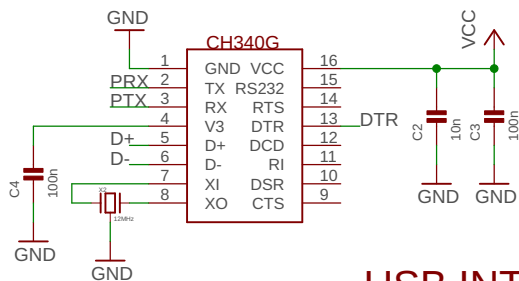 GND
CH340G
VCC
1 GND VCC 16
PRX 2 TX RS232 15
PTX 3 RX RTS 14
4 V3 DTR 13 DTR
D+ 5 D+ DCD 12
D- 6 D- RI 11
7 XI DSR 10
8 XO CTS 9
C2 10n
C3 100n
C4 100n
X2
12MHz
GND
GND
GND
GND